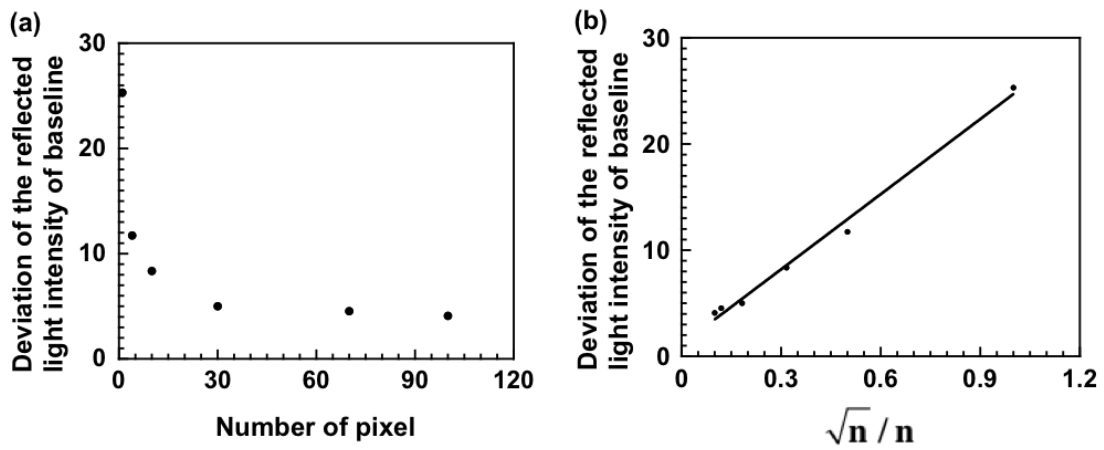 (a)
Deviation of the reflected
light intensity of baseline
30
20
10
0
0 30 60 90 120
Number of pixel
(b)
Deviation of the reflected
light intensity of baseline
30
20
10
0
0 0.3 0.6 0.9 1.2
√n / n